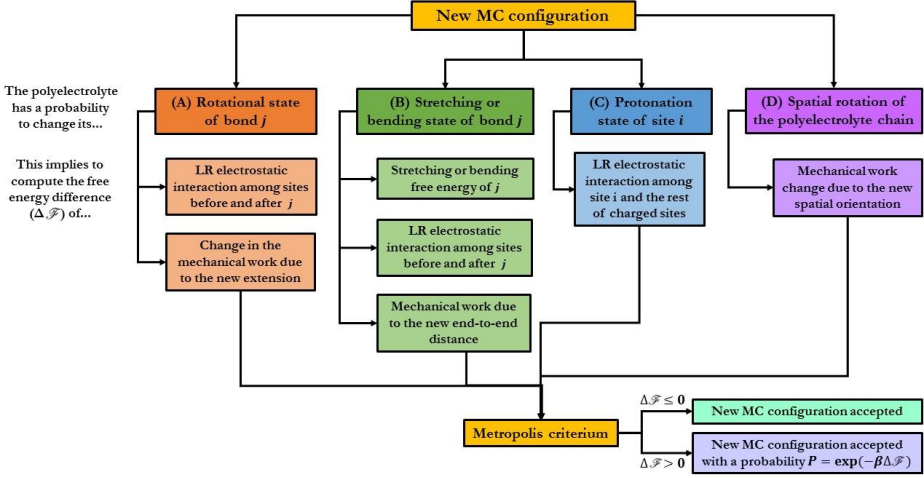 New MC configuration
The polyelectrolyte
has a probability
to change its...
(A) Rotational state
of bond j
(B) Stretching or
bending state of bond j
(C) Protonation
state of site i
(D) Spatial rotation of
the polyelectrolyte chain
This implies to
compute the free
energy difference
(Δℱ) of...
LR electrostatic
interaction among sites
before and after j
Change in the
mechanical work due
to the new extension
Stretching or bending
free energy of j
LR electrostatic
interaction among sites
before and after j
Mechanical work due
to the new end-to-end
distance
LR electrostatic
interaction among
site i and the rest
of charged sites
Mechanical work
change due to the new
spatial orientation
Metropolis criterium
Δℱ ≤ 0
New MC configuration accepted
Δℱ > 0
New MC configuration accepted
with a probability P = exp(−βΔℱ)